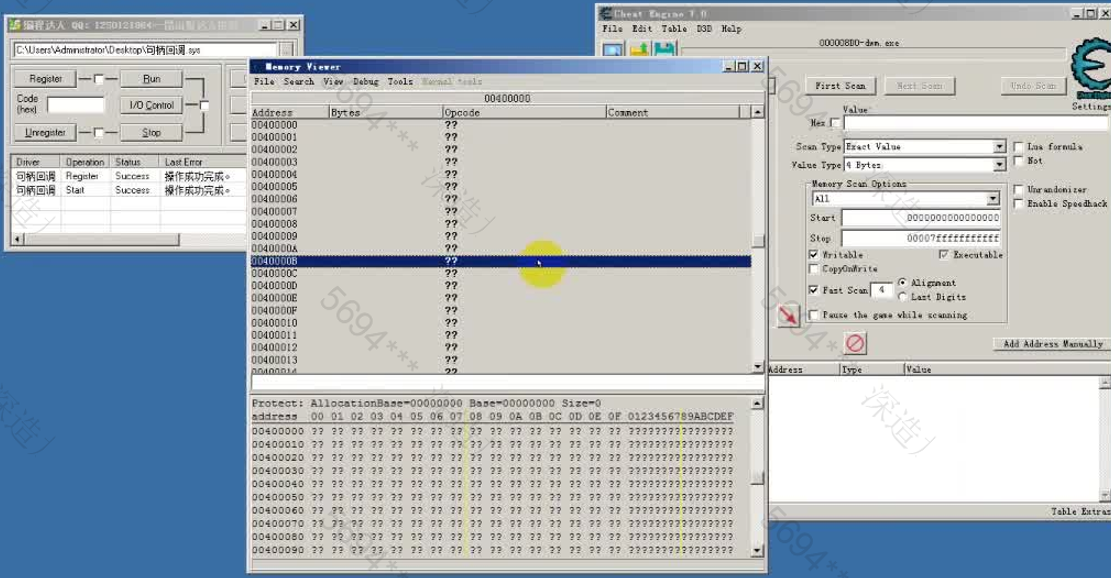 编程达人 QQ: 1250121864
C:\Users\Administrator\Desktop\句柄回调.sys
Register
Run
Code
(hex)
I/O Control
Unregister
Stop
Driver Operation Status Last Error
句柄回调 Register Success 操作成功完成。
句柄回调 Start Success 操作成功完成。
Memory Viewer
File Search View Debug Tools Kernel tools
00400000
Address Bytes Opcode Comment
00400000 ??
00400001 ??
00400002 ??
00400003 ??
00400004 ??
00400005 ??
00400006 ??
00400007 ??
00400008 ??
00400009 ??
0040000A ??
0040000B ??
0040000C ??
0040000D ??
0040000E ??
0040000F ??
00400010 ??
00400011 ??
00400012 ??
00400013 ??
00400014 ??
Protect: AllocationBase=00000000 Base=00000000 Size=0
address 00 01 02 03 04 05 06 07 08 09 0A 0B 0C 0D 0E 0F 0123456789ABCDEF
00400000 ?? ?? ?? ?? ?? ?? ?? ?? ?? ?? ?? ?? ?? ?? ?? ?? ????????????????
00400010 ?? ?? ?? ?? ?? ?? ?? ?? ?? ?? ?? ?? ?? ?? ?? ?? ????????????????
00400020 ?? ?? ?? ?? ?? ?? ?? ?? ?? ?? ?? ?? ?? ?? ?? ?? ????????????????
00400030 ?? ?? ?? ?? ?? ?? ?? ?? ?? ?? ?? ?? ?? ?? ?? ?? ????????????????
00400040 ?? ?? ?? ?? ?? ?? ?? ?? ?? ?? ?? ?? ?? ?? ?? ?? ????????????????
00400050 ?? ?? ?? ?? ?? ?? ?? ?? ?? ?? ?? ?? ?? ?? ?? ?? ????????????????
00400060 ?? ?? ?? ?? ?? ?? ?? ?? ?? ?? ?? ?? ?? ?? ?? ?? ????????????????
00400070 ?? ?? ?? ?? ?? ?? ?? ?? ?? ?? ?? ?? ?? ?? ?? ?? ????????????????
00400080 ?? ?? ?? ?? ?? ?? ?? ?? ?? ?? ?? ?? ?? ?? ?? ?? ????????????????
00400090 ?? ?? ?? ?? ?? ?? ?? ?? ?? ?? ?? ?? ?? ?? ?? ?? ????????????????
Cheat Engine 7.0
File Edit Table D3D Help
000008D0-dwm.exe
First Scan Next Scan Undo Scan
Settings
Value
Hex
Scan Type Exact Value
Lua formula
Not
Value Type 4 Bytes
Memory Scan Options
All
Unrandomizer
Enable Speedhack
Start 0000000000000000
Stop 00007fffffffffff
Writable Executable
CopyOnWrite
Fast Scan 4 Alignment
Last Digits
Pause the game while scanning
Add Address Manually
Address Type Value
Table Extras
5694***
深造）